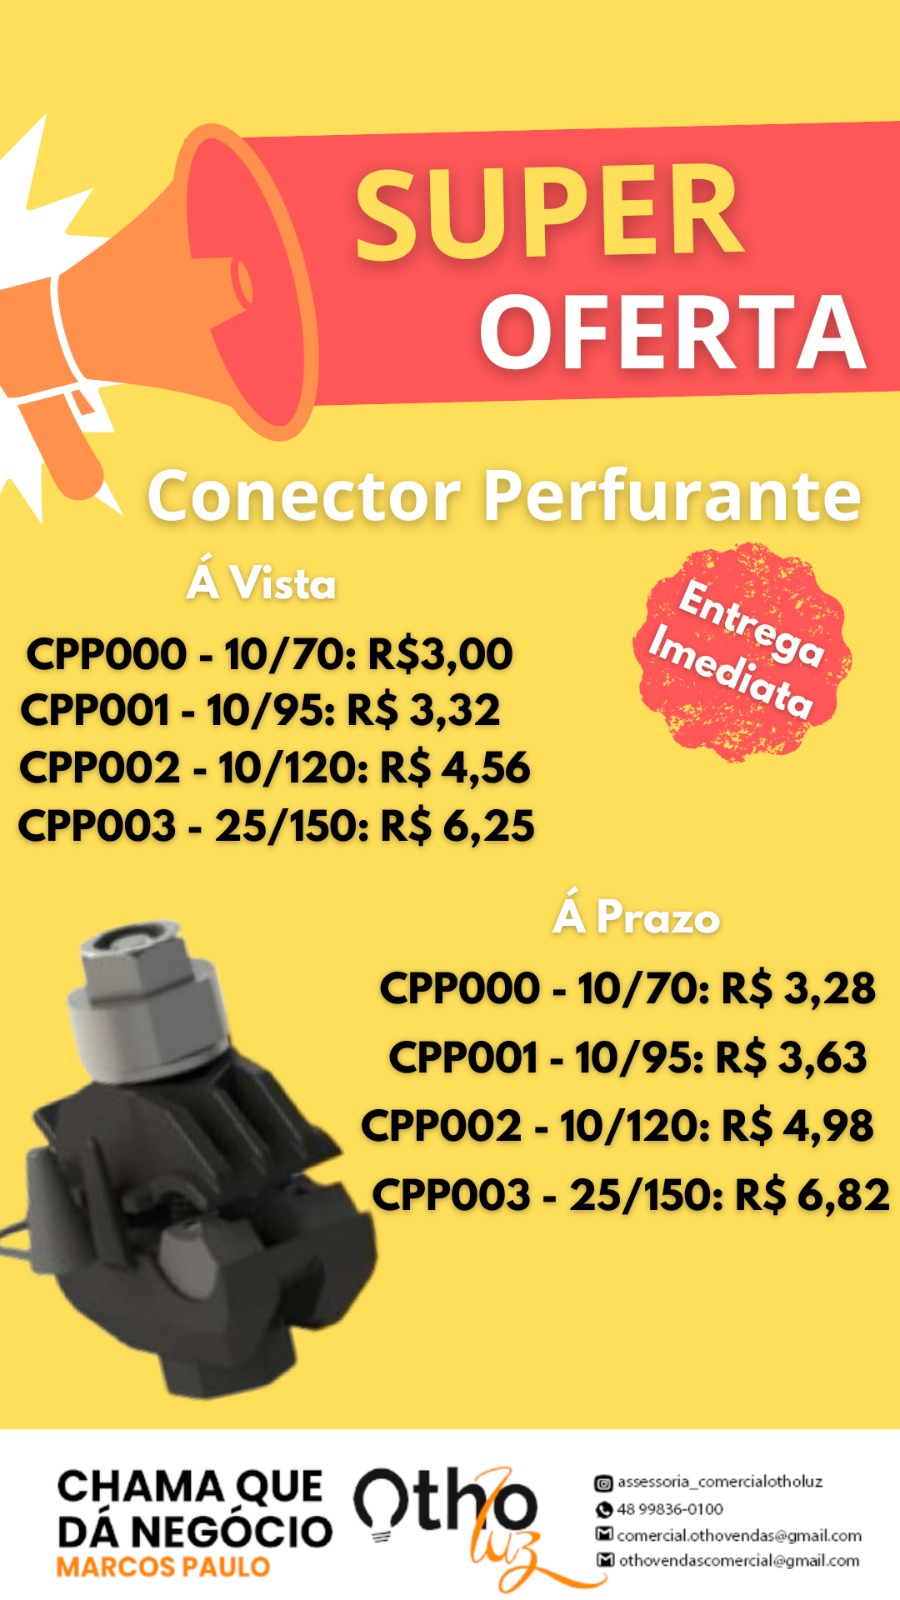 SUPER
OFERTA
Conector Perfurante
Á Vista
CPP000 - 10/70: R$3,00
CPP001 - 10/95: R$ 3,32
CPP002 - 10/120: R$ 4,56
CPP003 - 25/150: R$ 6,25
Entrega
Imediata
Á Prazo
CPP000 - 10/70: R$ 3,28
CPP001 - 10/95: R$ 3,63
CPP002 - 10/120: R$ 4,98
CPP003 - 25/150: R$ 6,82
CHAMA QUE
DÁ NEGÓCIO
MARCOS PAULO
Otho
luz
assessoria_comercialotholuz
48 99836-0100
comercial.othovendas@gmail.com
othovendascomercial@gmail.com